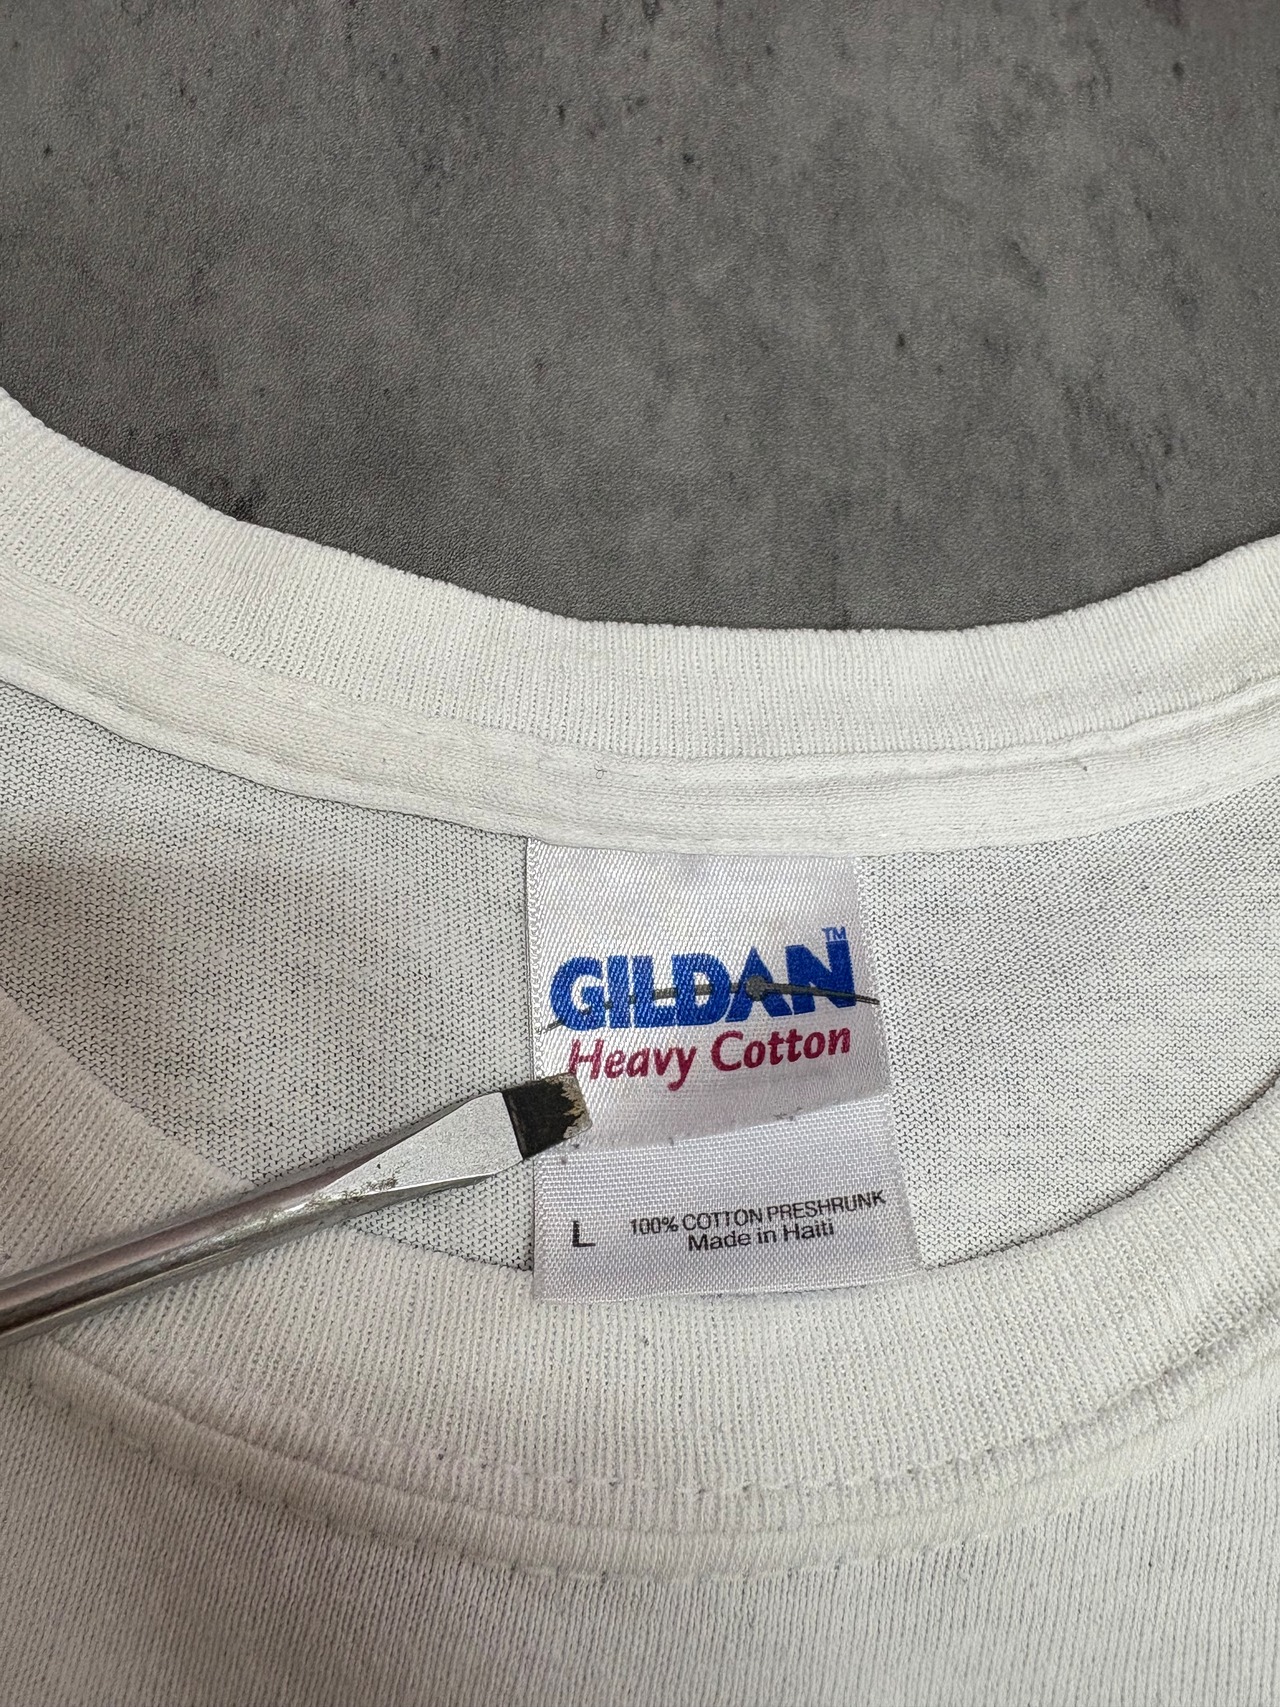 GILDAN™
Heavy Cotton
L 100% COTTON PRESHRUNK
Made in Haiti